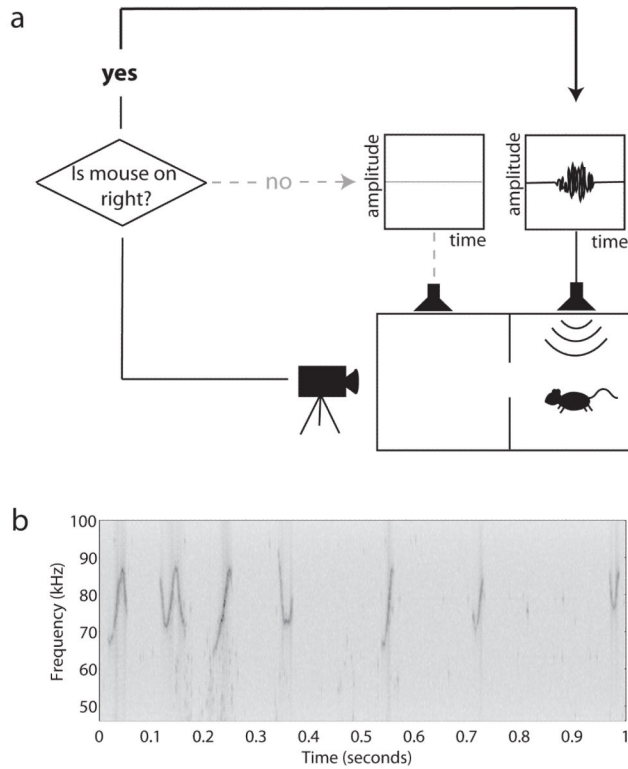 a
yes
Is mouse on
right?
no
amplitude
time
amplitude
time
b
Frequency (kHz)
100
90
80
70
60
50
0 0.1 0.2 0.3 0.4 0.5 0.6 0.7 0.8 0.9 1
Time (seconds)